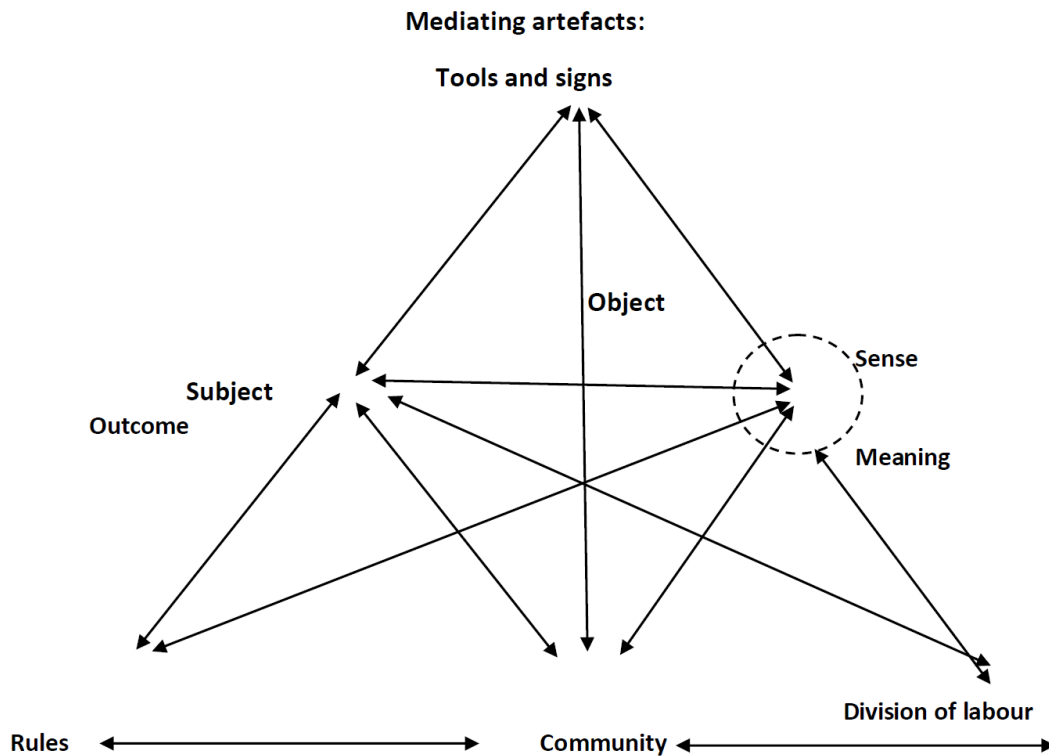 Mediating artefacts:
Tools and signs
Object
Sense
Subject
Outcome
Meaning
Division of labour
Rules
Community